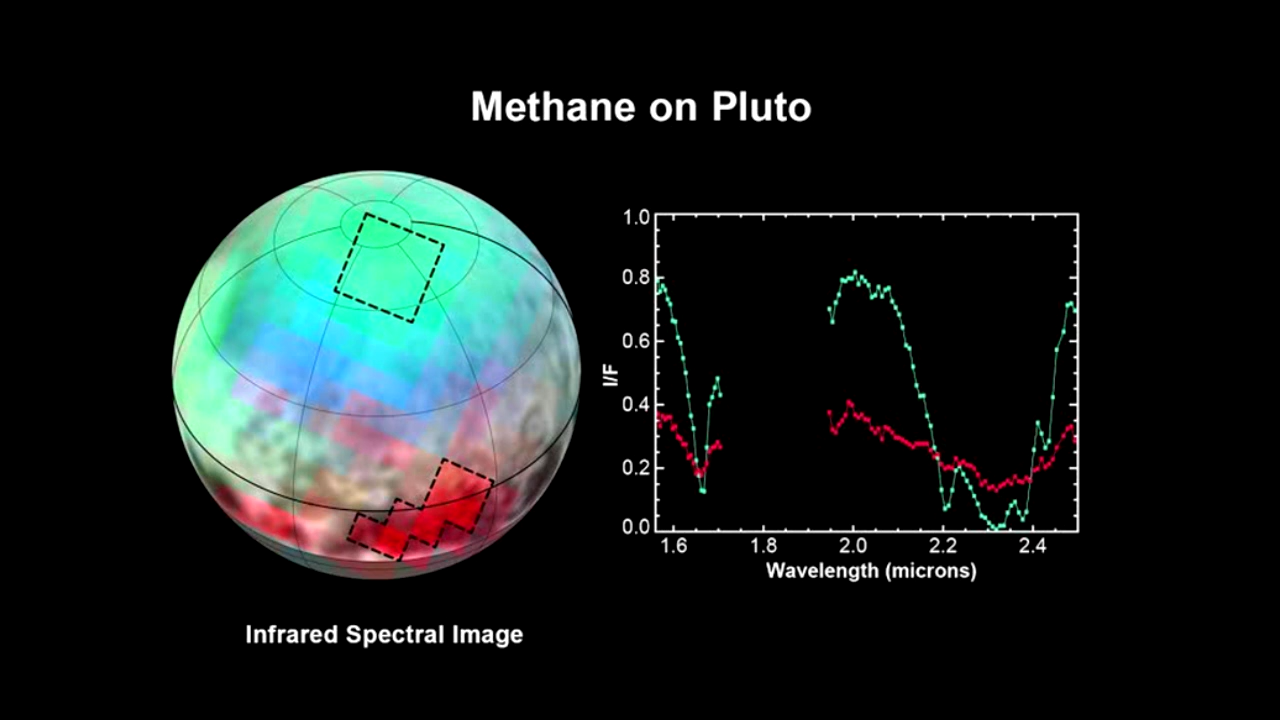 Methane on Pluto
1.0
0.8
0.6
0.4
0.2
0.0
I/F
1.6 1.8 2.0 2.2 2.4
Wavelength (microns)
Infrared Spectral Image